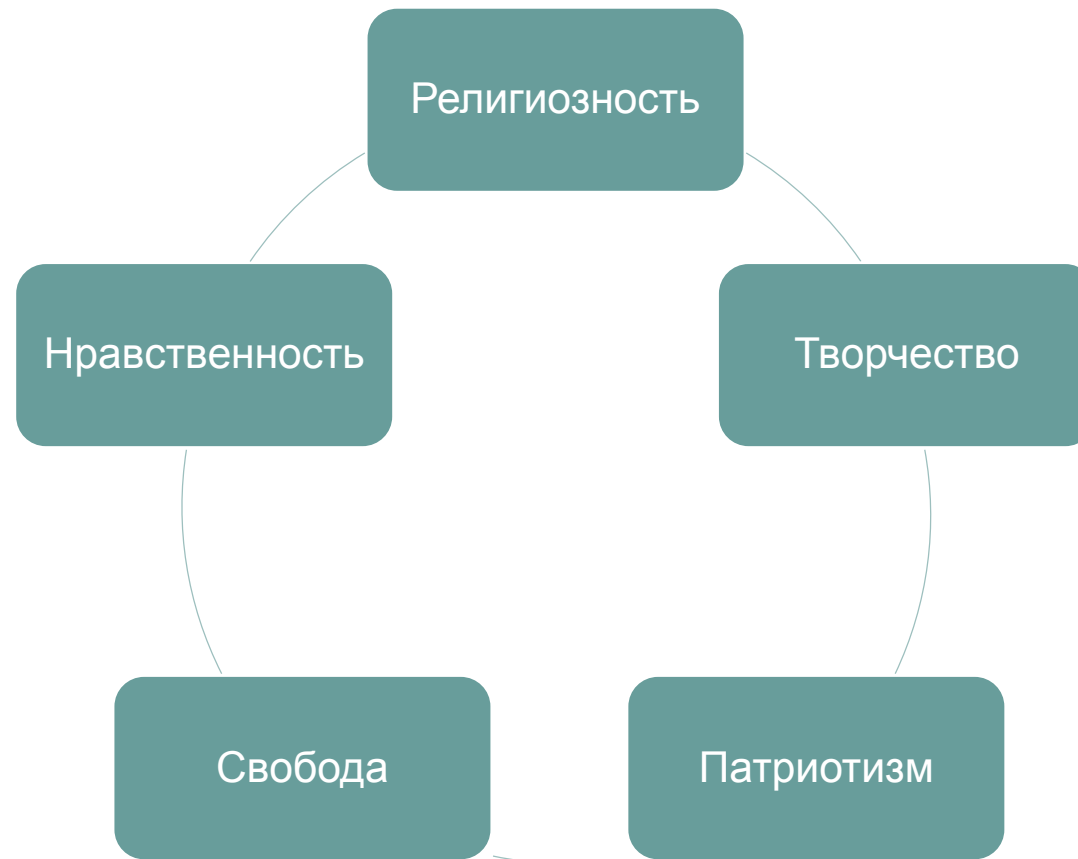 Религиозность
Нравственность
Творчество
Свобода
Патриотизм